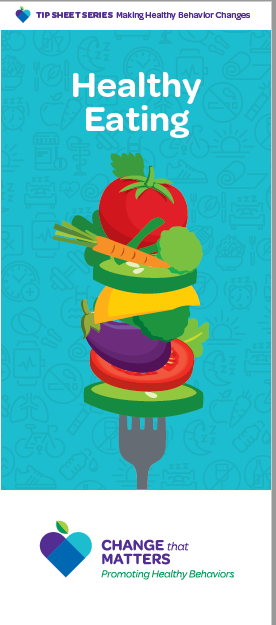 TIP SHEET SERIES Making Healthy Behavior Changes
Healthy
Eating
CHANGE that
MATTERS
Promoting Healthy Behaviors